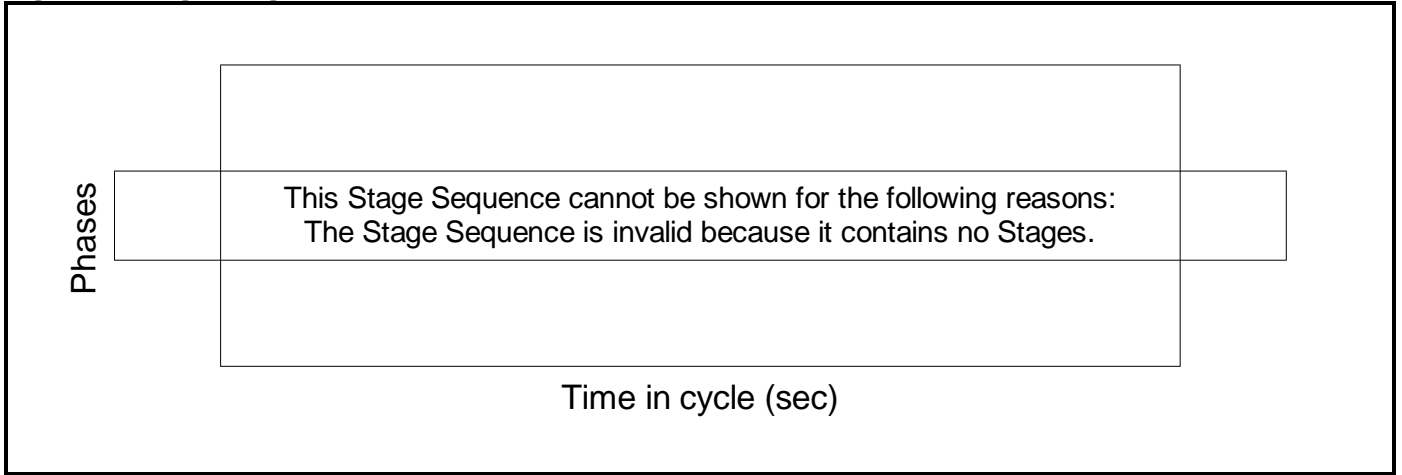 Phases
This Stage Sequence cannot be shown for the following reasons:
The Stage Sequence is invalid because it contains no Stages.
Time in cycle (sec)